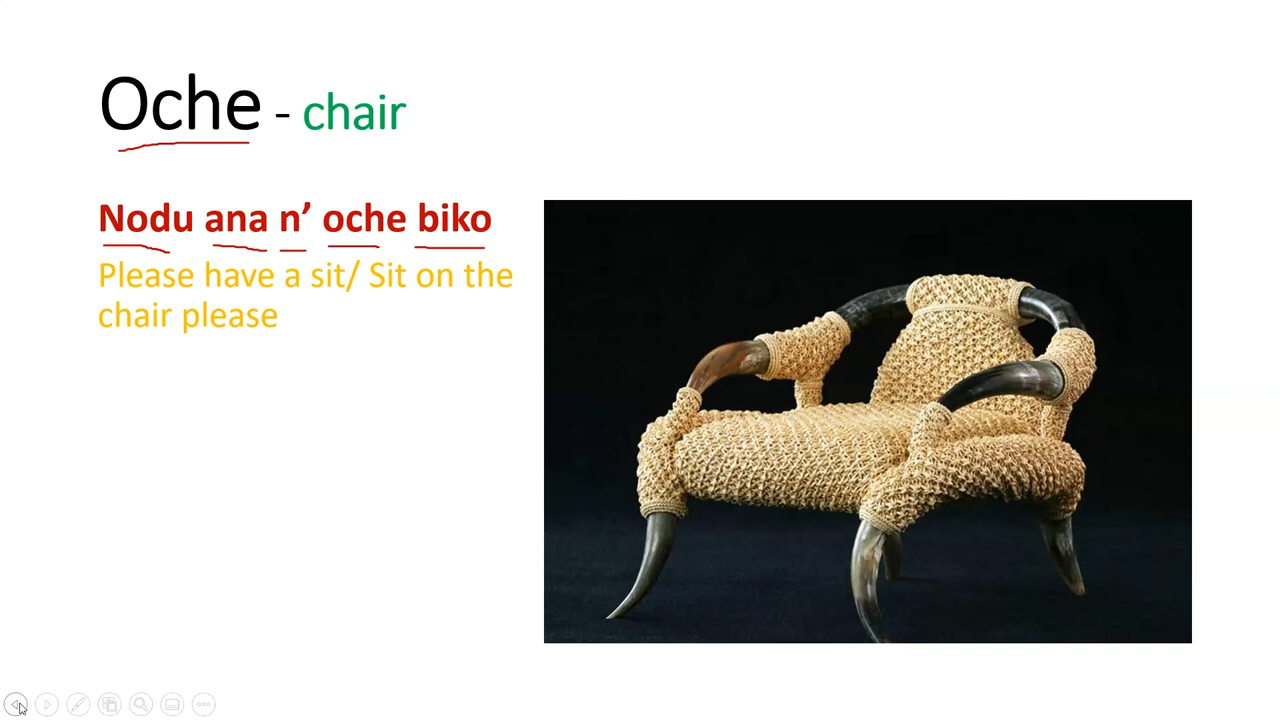 Oche - chair
Nodu ana n’ oche biko
Please have a sit/ Sit on the
chair please